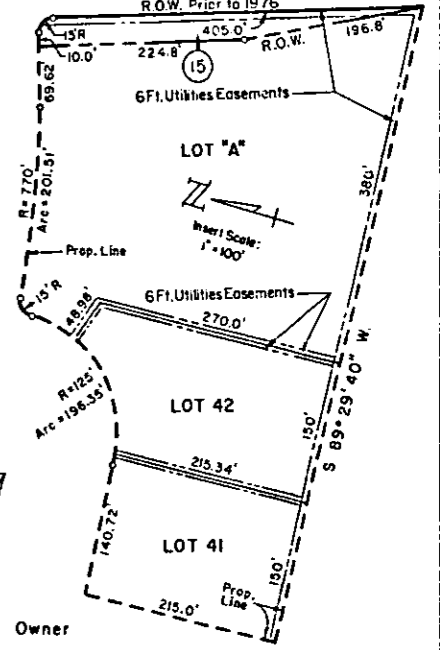 R.O.W. Prior to 1976
405.0'
15'R
10.0'
224.8'
R.O.W.
196.8'
15
69.62
6 Ft. Utilities Easements
LOT "A"
380'
R = 770'
Arc = 201.51'
Insert Scale:
1" = 100'
Prop. Line
15' R
48.98'
6 Ft. Utilities Easements
270.0'
S 89° 29' 40" W.
R=125'
Arc = 196.35'
LOT 42
150'
215.34'
140.72'
LOT 41
150'
Prop.
Line
215.0'
Owner